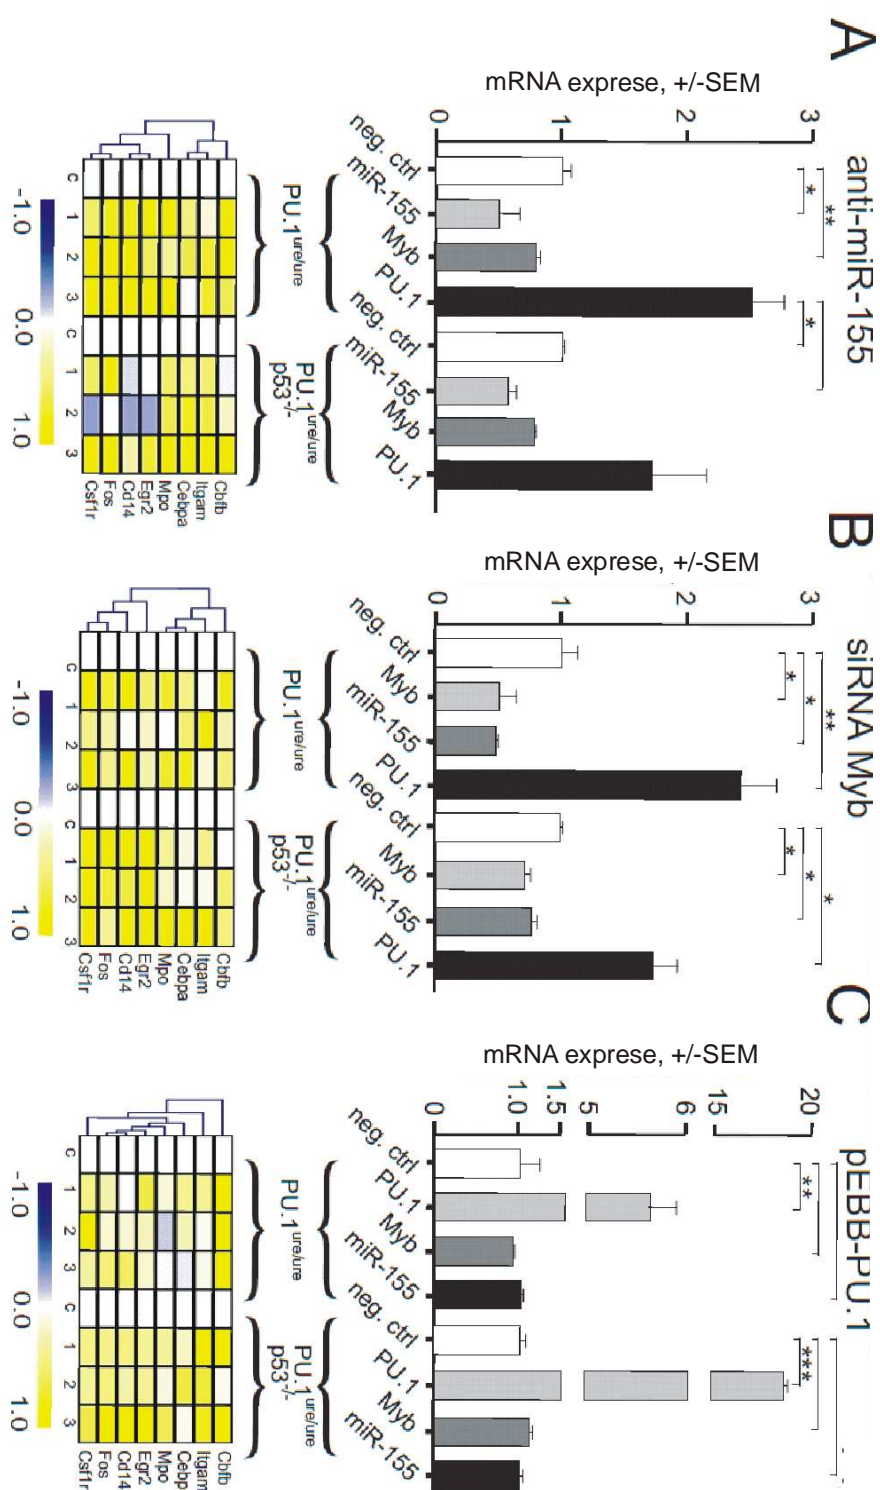 A
anti-miR-155
mRNA exprese, +/-SEM
3
2
1
0
*
**
*
neg. ctrl
miR-155
Myb
PU.1
neg. ctrl
miR-155
Myb
PU.1
PU.1ure/ure
PU.1ure/ure
p53-/-
Cbfb
Itgam
Cebpa
Mpo
Egr2
Cd14
Fos
Csf1r
c 1 2 3 c 1 2 3
-1.0 0.0 1.0
B
siRNA Myb
mRNA exprese, +/-SEM
3
2
1
0
**
*
*
*
*
*
neg. ctrl
Myb
miR-155
PU.1
neg. ctrl
Myb
miR-155
PU.1
PU.1ure/ure
PU.1ure/ure
p53-/-
Cbfb
Itgam
Cebpa
Mpo
Egr2
Cd14
Fos
Csf1r
c 1 2 3 c 1 2 3
-1.0 0.0 1.0
C
pEBB-PU.1
mRNA exprese, +/-SEM
20
15
6
5
1.5
1.0
0
**
***
neg. ctrl
PU.1
Myb
miR-155
neg. ctrl
PU.1
Myb
miR-155
PU.1ure/ure
PU.1ure/ure
p53-/-
Cbfb
Itgam
Cebp
Mpo
Egr2
Cd14
Fos
Csf1r
c 1 2 3 c 1 2 3
-1.0 0.0 1.0